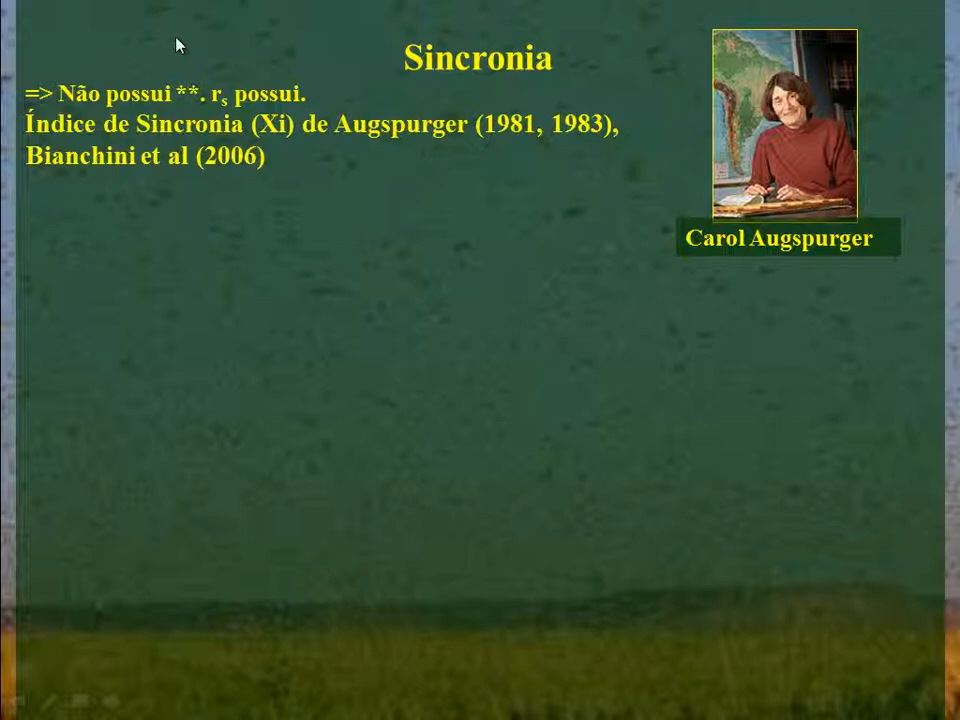 Sincronia
=> Não possui **. rs possui.
Índice de Sincronia (Xi) de Augspurger (1981, 1983),
Bianchini et al (2006)
Carol Augspurger